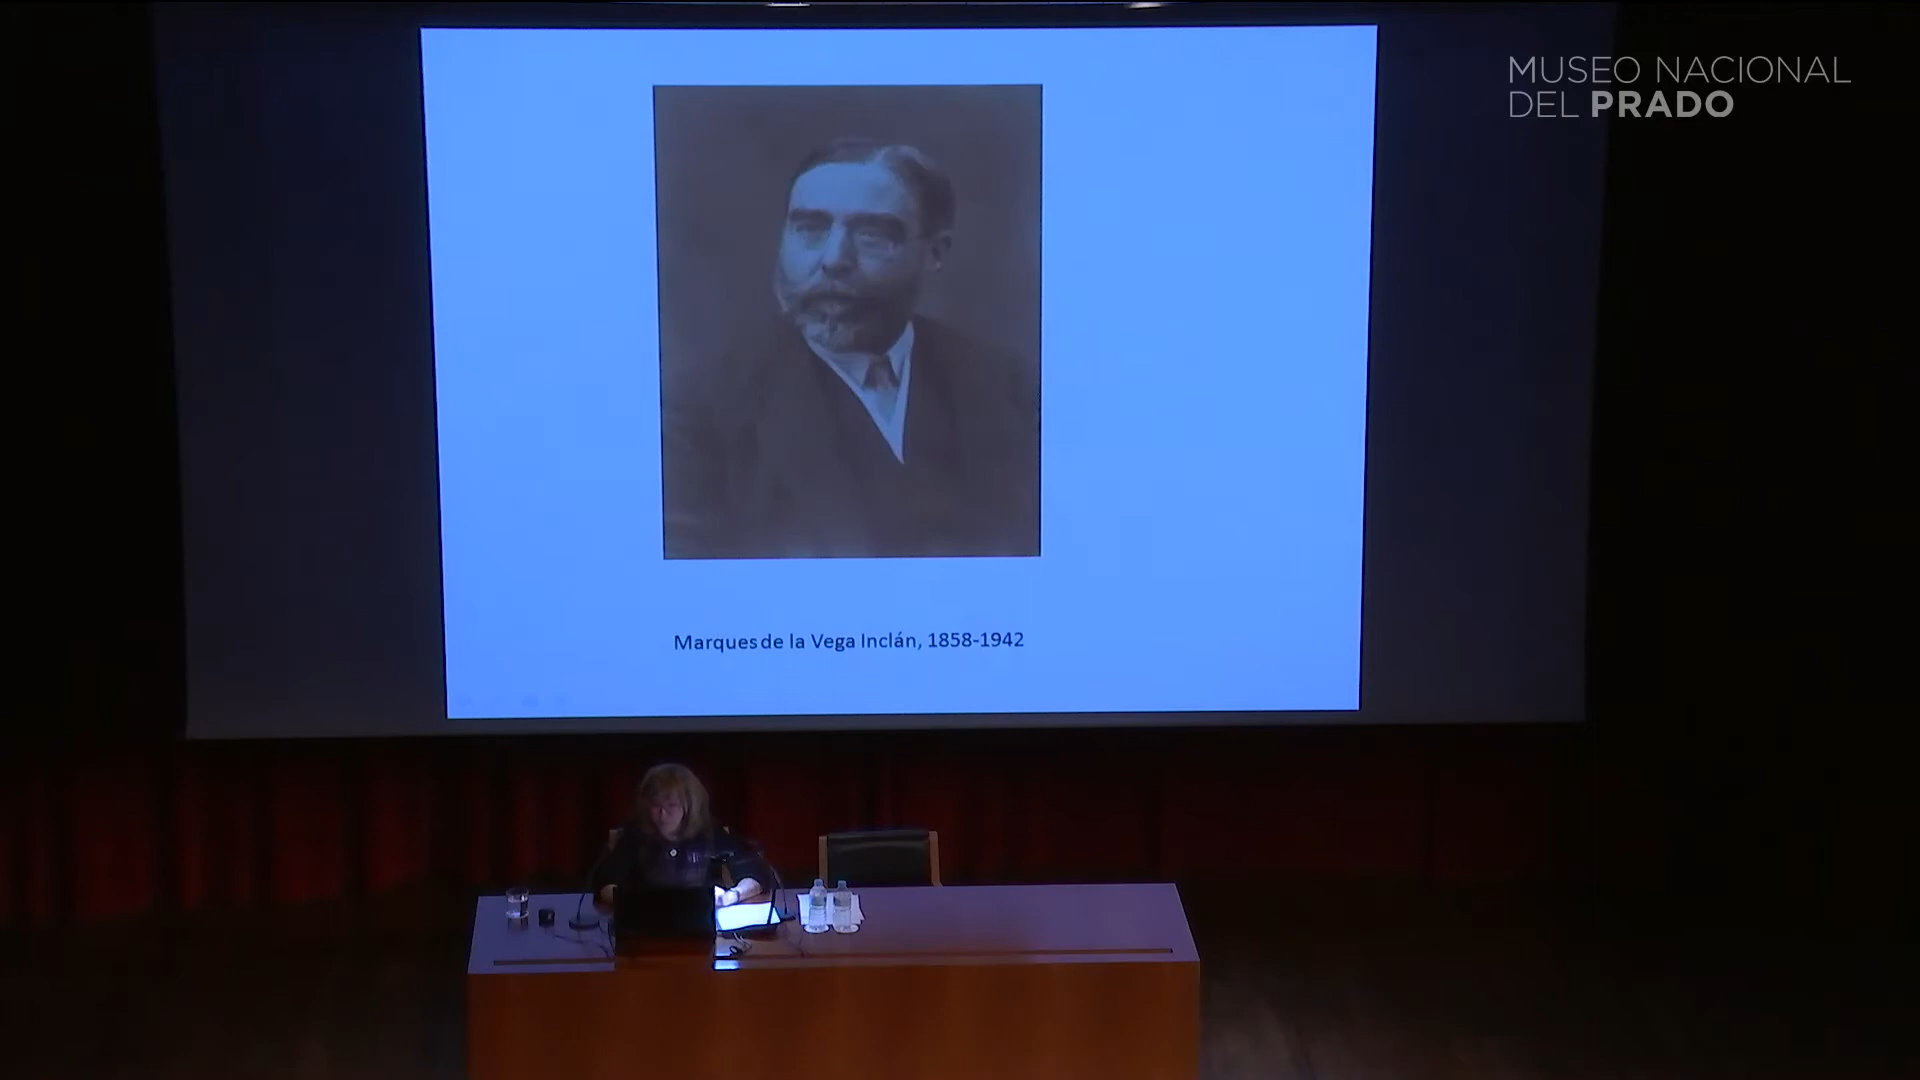 MUSEO NACIONAL
DEL PRADO
Marques de la Vega Inclán, 1858-1942